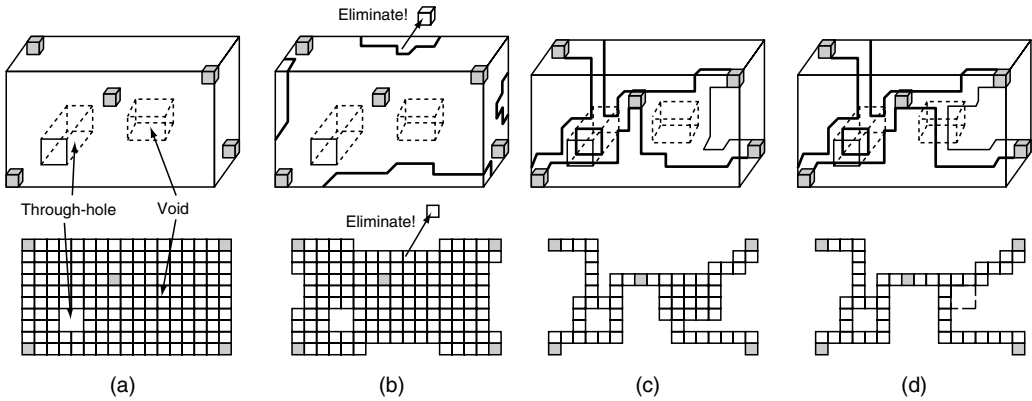 Eliminate!
Through-hole
Void
Eliminate!
(a)
(b)
(c)
(d)